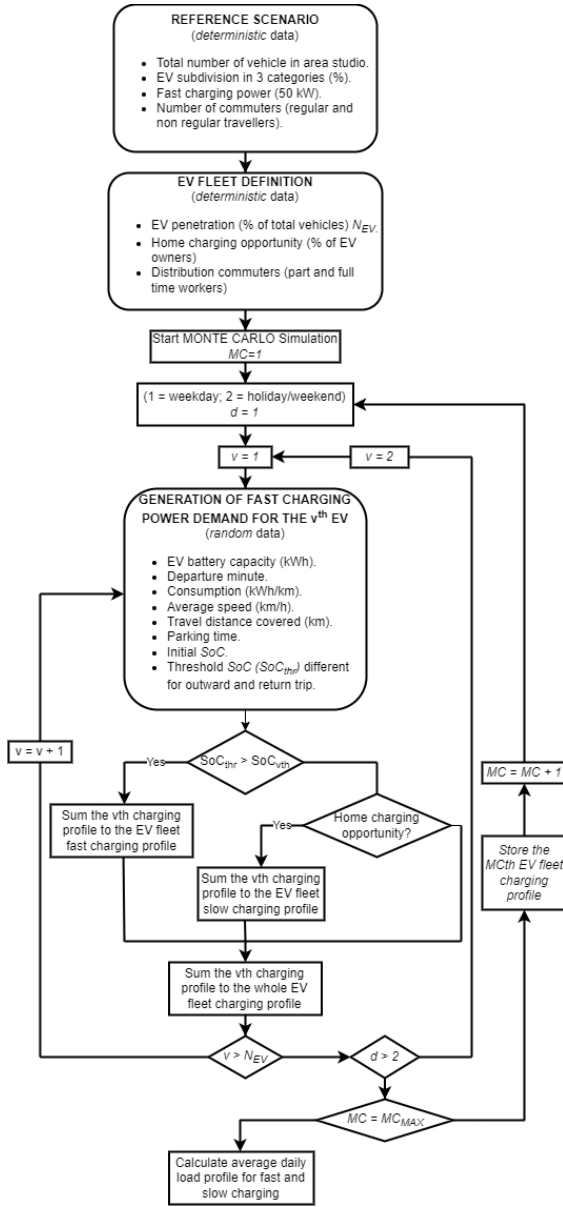 REFERENCE SCENARIO
(deterministic data)
• Total number of vehicle in area studio.
• EV subdivision in 3 categories (%).
• Fast charging power (50 kW).
• Number of commuters (regular and
non regular travellers).
EV FLEET DEFINITION
(deterministic data)
• EV penetration (% of total vehicles) NEV.
• Home charging opportunity (% of EV
owners)
• Distribution commuters (part and full
time workers)
Start MONTE CARLO Simulation
MC=1
(1 = weekday; 2 = holiday/weekend)
d = 1
v = 1
v = 2
GENERATION OF FAST CHARGING
POWER DEMAND FOR THE vth EV
(random data)
• EV battery capacity (kWh).
• Departure minute.
• Consumption (kWh/km).
• Average speed (km/h).
• Travel distance covered (km).
• Parking time.
• Initial SoC.
• Threshold SoC (SoCthr) different
for outward and return trip.
v = v + 1
Yes
SoCthr > SoCvth
MC = MC + 1
Sum the vth charging
profile to the EV fleet
fast charging profile
Yes
Home charging
opportunity?
Store the
MCth EV fleet
charging
profile
Sum the vth charging
profile to the EV fleet
slow charging profile
Sum the vth charging
profile to the whole EV
fleet charging profile
v > NEV
d > 2
MC = MCMAX
Calculate average daily
load profile for fast and
slow charging